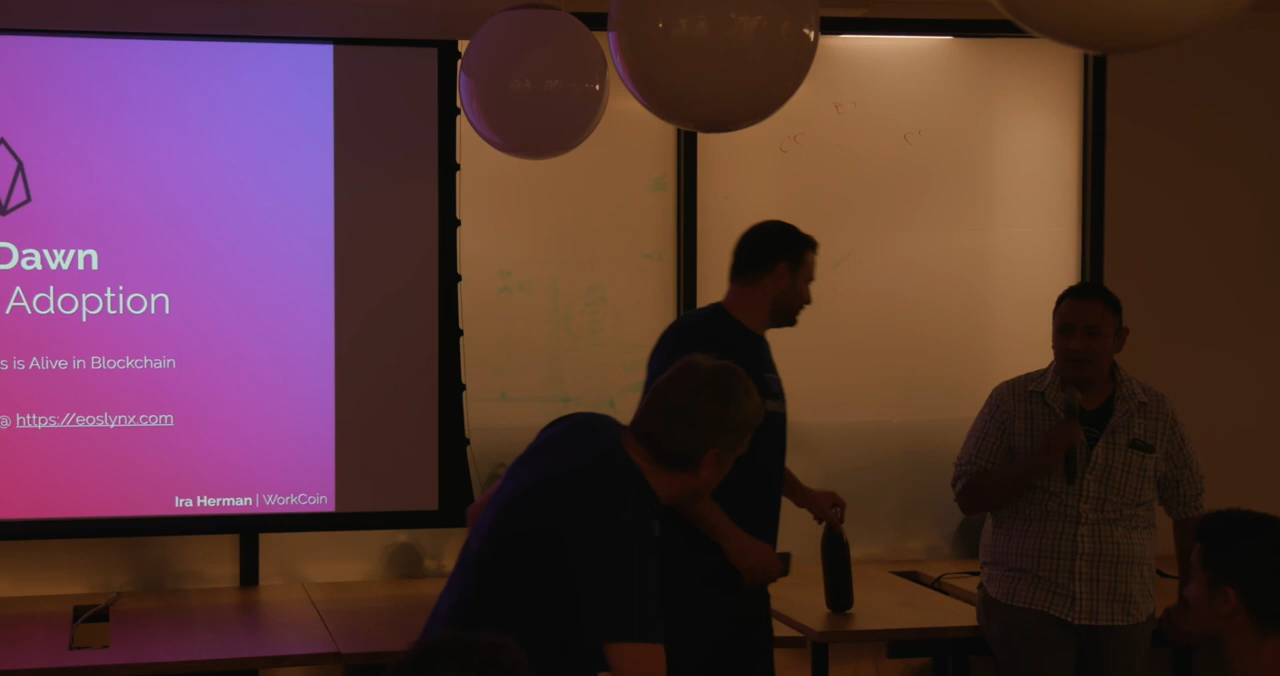 Dawn
Adoption
s is Alive in Blockchain
@ https://eoslynx.com
Ira Herman | WorkCoin